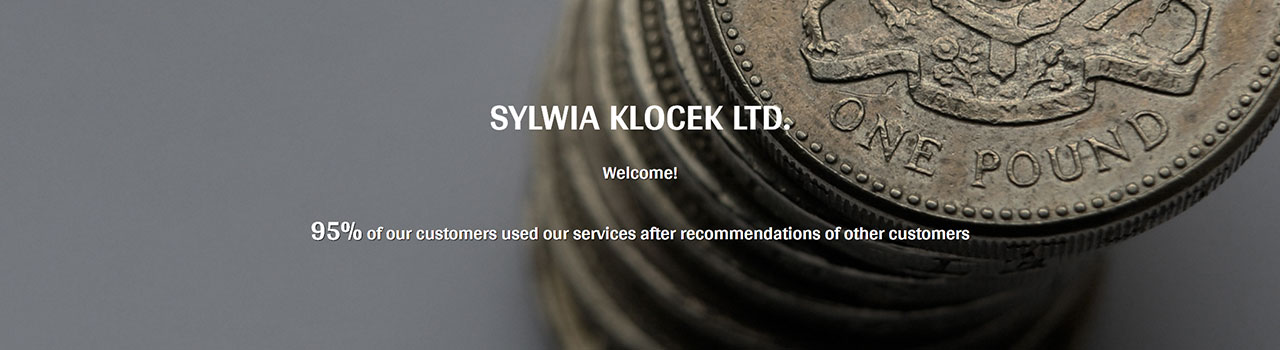 SYLWIA KLOCEK LTD.
Welcome!
95% of our customers used our services after recommendations of other customers
ONE POUND